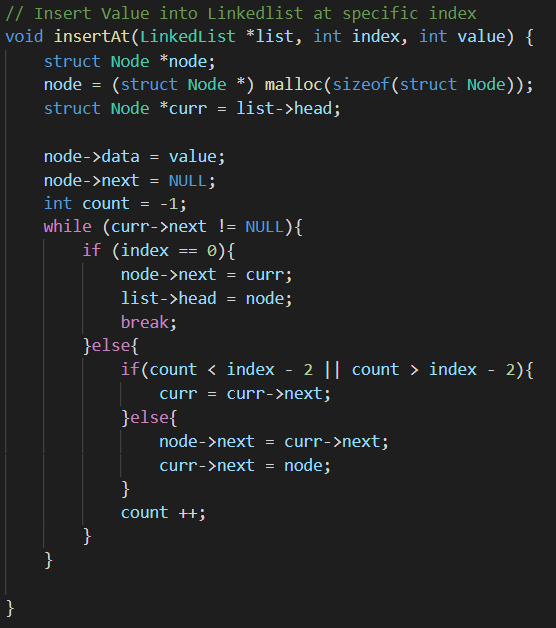 // Insert Value into Linkedlist at specific index
void insertAt(LinkedList *list, int index, int value) {
    struct Node *node;
    node = (struct Node *) malloc(sizeof(struct Node));
    struct Node *curr = list->head;

    node->data = value;
    node->next = NULL;
    int count = -1;
    while (curr->next != NULL){
        if (index == 0){
            node->next = curr;
            list->head = node;
            break;
        }else{
            if(count < index - 2 || count > index - 2){
                curr = curr->next;
            }else{
                node->next = curr->next;
                curr->next = node;
            }
            count ++;
        }
    }

}